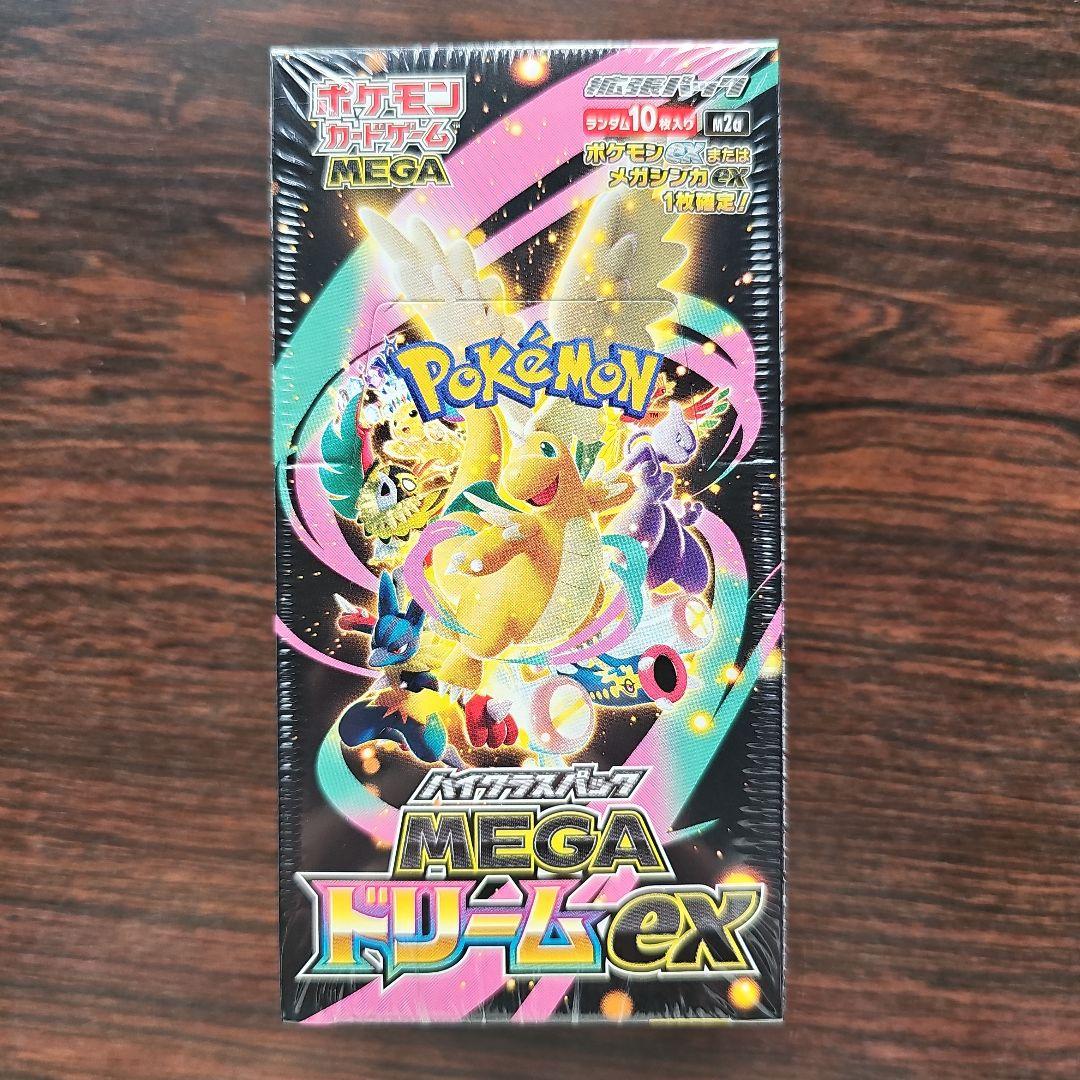 ポケモン
カードゲーム
MEGA
拡張パック
ランダム10枚入り M2a
ポケモンexまたは
メガシンカex
1枚確定!
POKéMON
TM
ハイクラスパック
MEGA
ドリームex